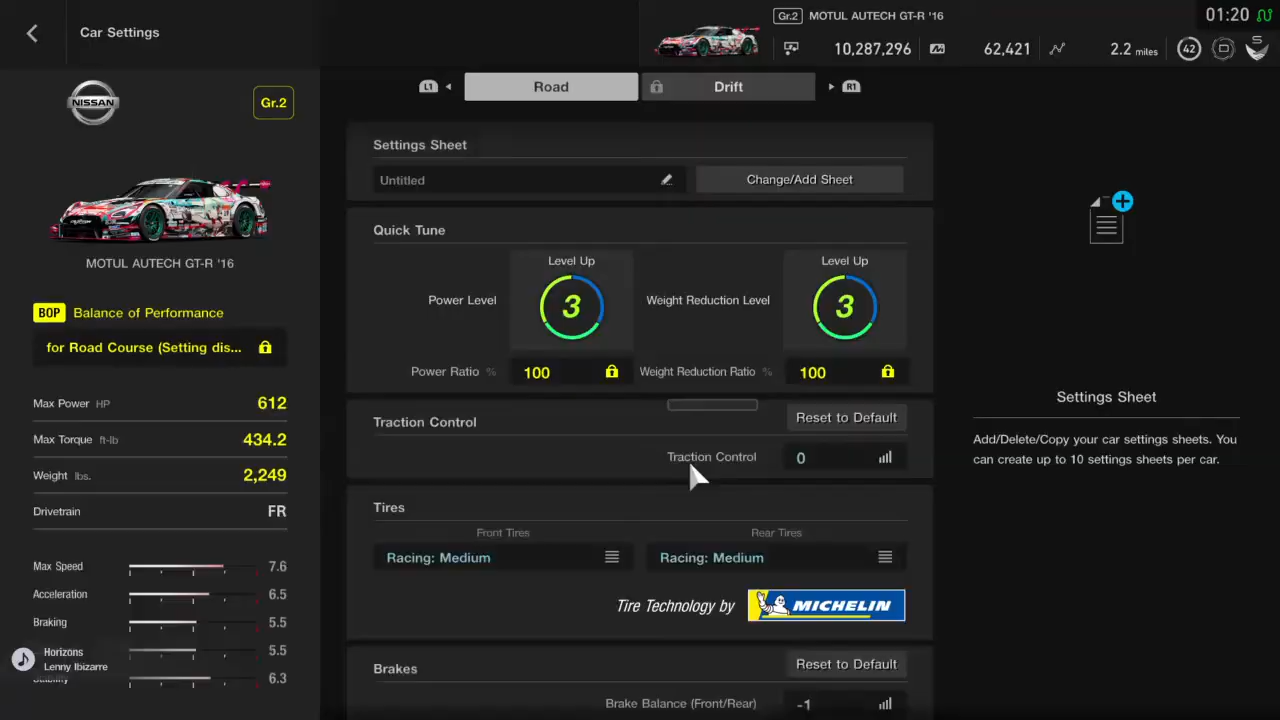 Car Settings
Gr.2 MOTUL AUTECH GT-R '16
01:20
10,287,296
62,421
2.2 miles
42
S
NISSAN
Gr.2
L1
Road
Drift
R1
Settings Sheet
Untitled
Change/Add Sheet
Quick Tune
Level Up
Level Up
Power Level
3
Weight Reduction Level
3
Power Ratio %
100
Weight Reduction Ratio %
100
MOTUL AUTECH GT-R '16
BOP Balance of Performance
for Road Course (Setting dis...
Max Power HP 612
Max Torque ft-lb 434.2
Weight lbs. 2,249
Drivetrain FR
Max Speed 7.6
Acceleration 6.5
Braking 5.5
Horizons
Lenny Ibizarre
5.5
Stability 6.3
Traction Control
Reset to Default
Traction Control 0
Tires
Front Tires
Rear Tires
Racing: Medium
Racing: Medium
Tire Technology by MICHELIN
Brakes
Reset to Default
Brake Balance (Front/Rear) -1
Settings Sheet
Add/Delete/Copy your car settings sheets. You
can create up to 10 settings sheets per car.